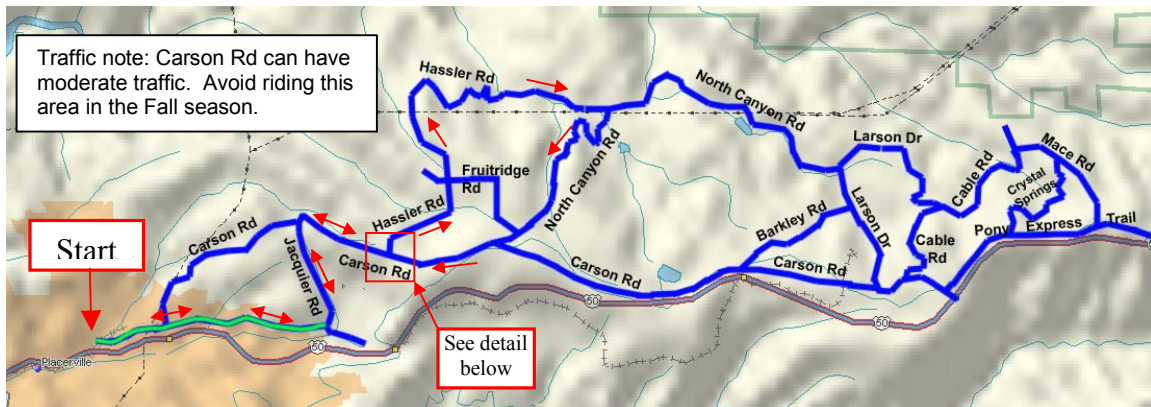 Traffic note: Carson Rd can have
moderate traffic. Avoid riding this
area in the Fall season.
Hassler Rd
North Canyon Rd
Larson Dr
Mace Rd
Cable Rd
Crystal
Springs
Fruitridge
Rd
North Canyon Rd
Hassler Rd
Barkley Rd
Larson Dr
Pony Express Trail
Carson Rd
Start
Jacquier Rd
Carson Rd
Carson Rd
Carson Rd
Cable
Rd
50
50
50
See detail
below
Placerville